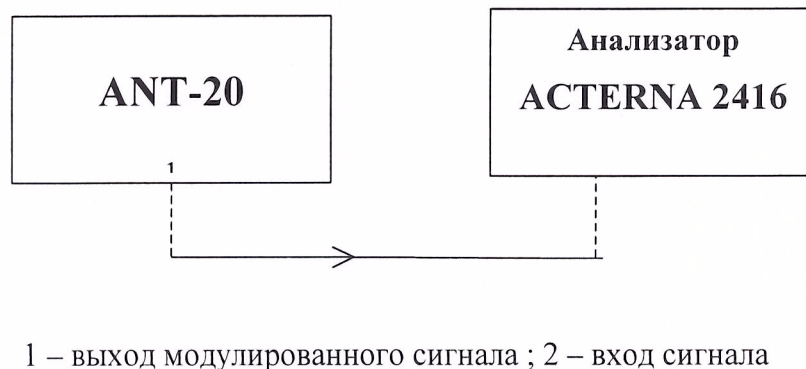 ANT-20
1
Анализатор
ACTERNA 2416
1 – выход модулированного сигнала ; 2 – вход сигнала